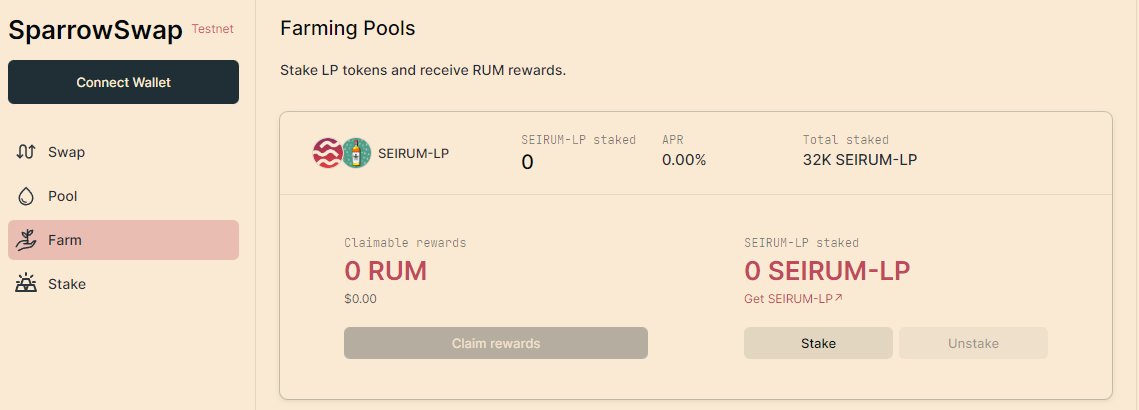 SparrowSwap Testnet
Connect Wallet
Swap
Pool
Farm
Stake
Farming Pools
Stake LP tokens and receive RUM rewards.
SEIRUM-LP
SEIRUM-LP staked
0
APR
0.00%
Total staked
32K SEIRUM-LP
Claimable rewards
0 RUM
$0.00
Claim rewards
SEIRUM-LP staked
0 SEIRUM-LP
Get SEIRUM-LP↗
Stake
Unstake